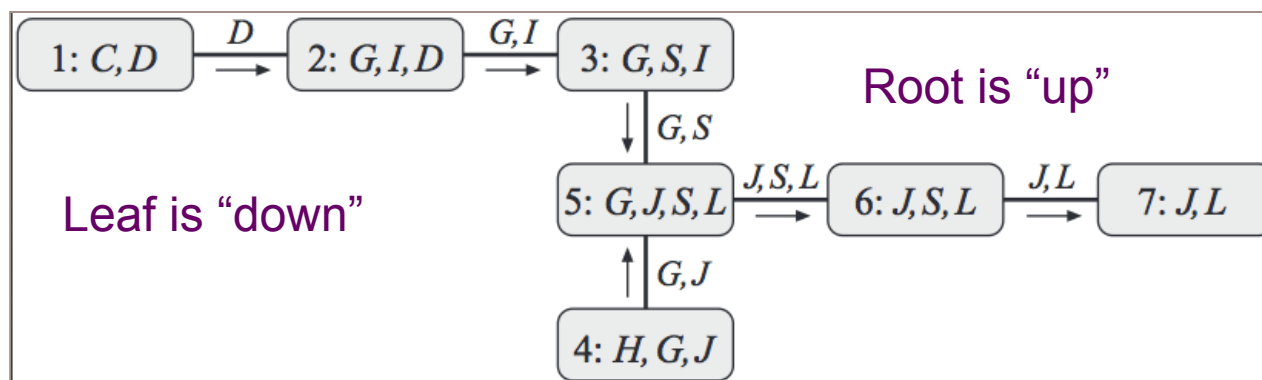 D
G, I
1: C, D
2: G, I, D
3: G, S, I
Root is “up”
G, S
J, S, L
J, L
Leaf is “down”
5: G, J, S, L
6: J, S, L
7: J, L
G, J
4: H, G, J